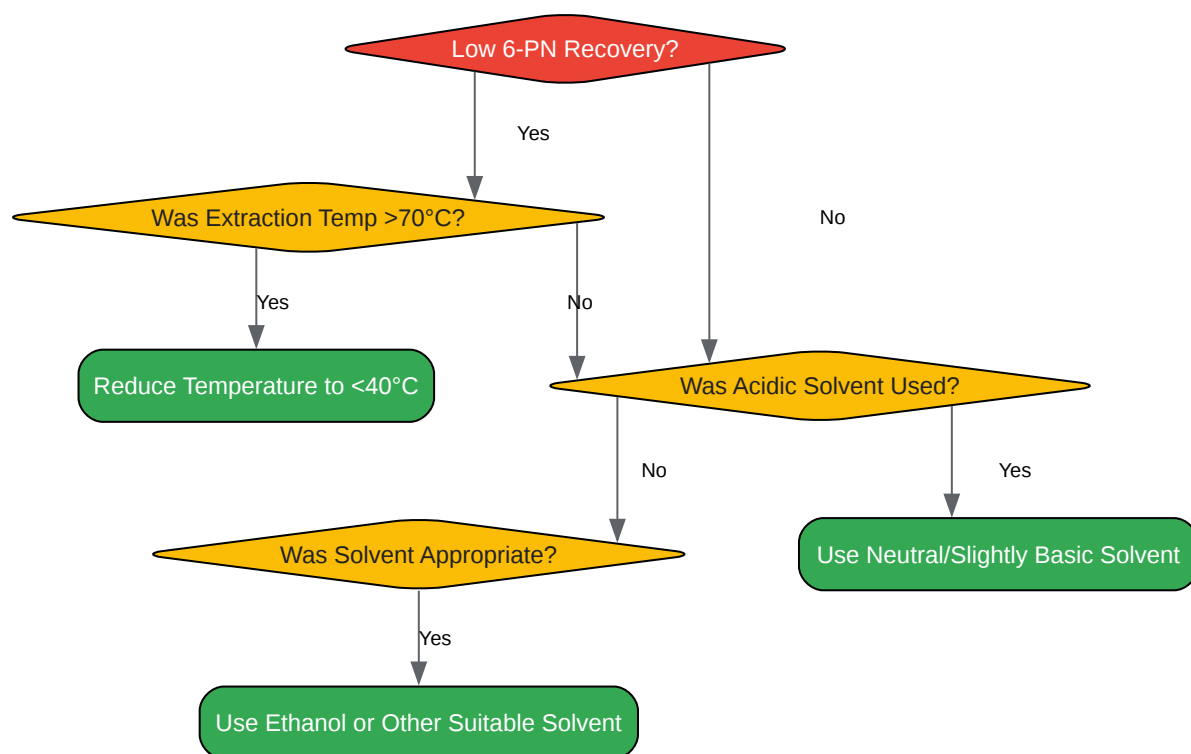 Low 6-PN Recovery?
Yes
Was Extraction Temp >70°C?
No
Yes
No
Reduce Temperature to <40°C
Was Acidic Solvent Used?
No
Yes
Was Solvent Appropriate?
Use Neutral/Slightly Basic Solvent
Yes
Use Ethanol or Other Suitable Solvent